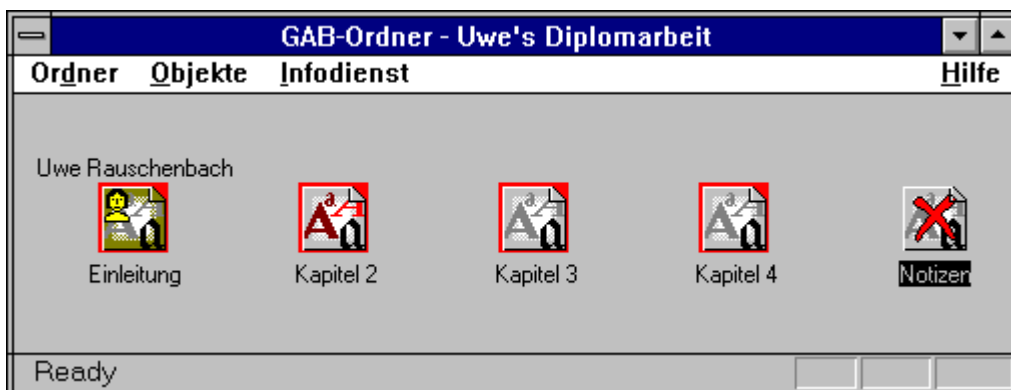 GAB-Ordner - Uwe's Diplomarbeit
Ordner Objekte Infodienst Hilfe
Uwe Rauschenbach
Einleitung Kapitel 2 Kapitel 3 Kapitel 4 Notizen
Ready